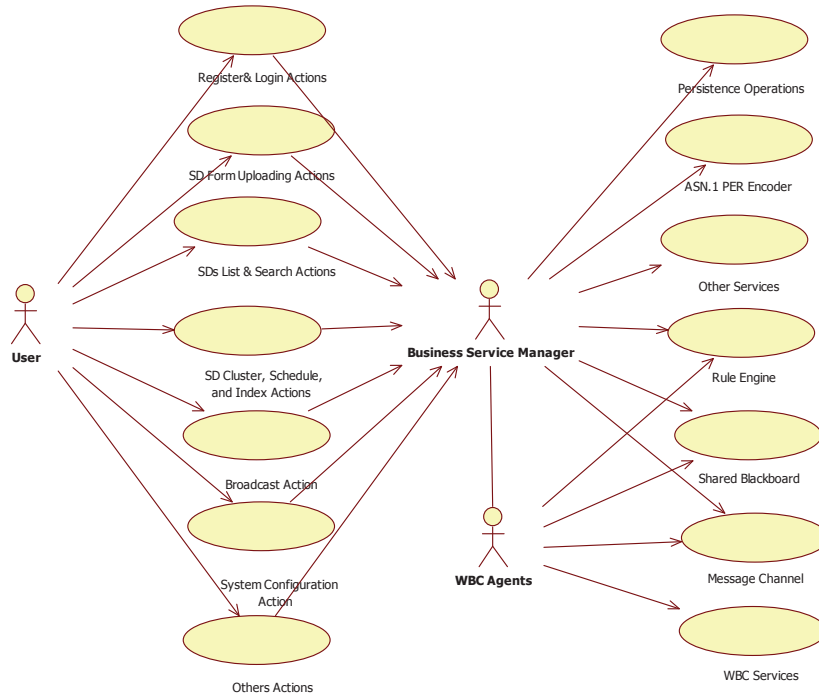 Register& Login Actions
SD Form Uploading Actions
SDs List & Search Actions
User
SD Cluster, Schedule,
and Index Actions
Broadcast Action
System Configuration
Action
Others Actions
Business Service Manager
WBC Agents
Persistence Operations
ASN.1 PER Encoder
Other Services
Rule Engine
Shared Blackboard
Message Channel
WBC Services